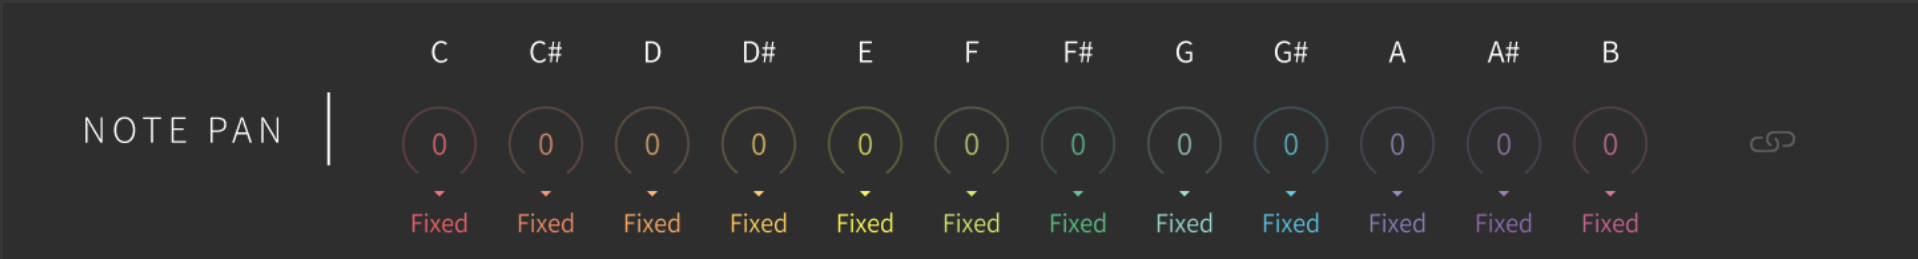 C C# D D# E F F# G G# A A# B
NOTE PAN 0 0 0 0 0 0 0 0 0 0 0 0
Fixed Fixed Fixed Fixed Fixed Fixed Fixed Fixed Fixed Fixed Fixed Fixed